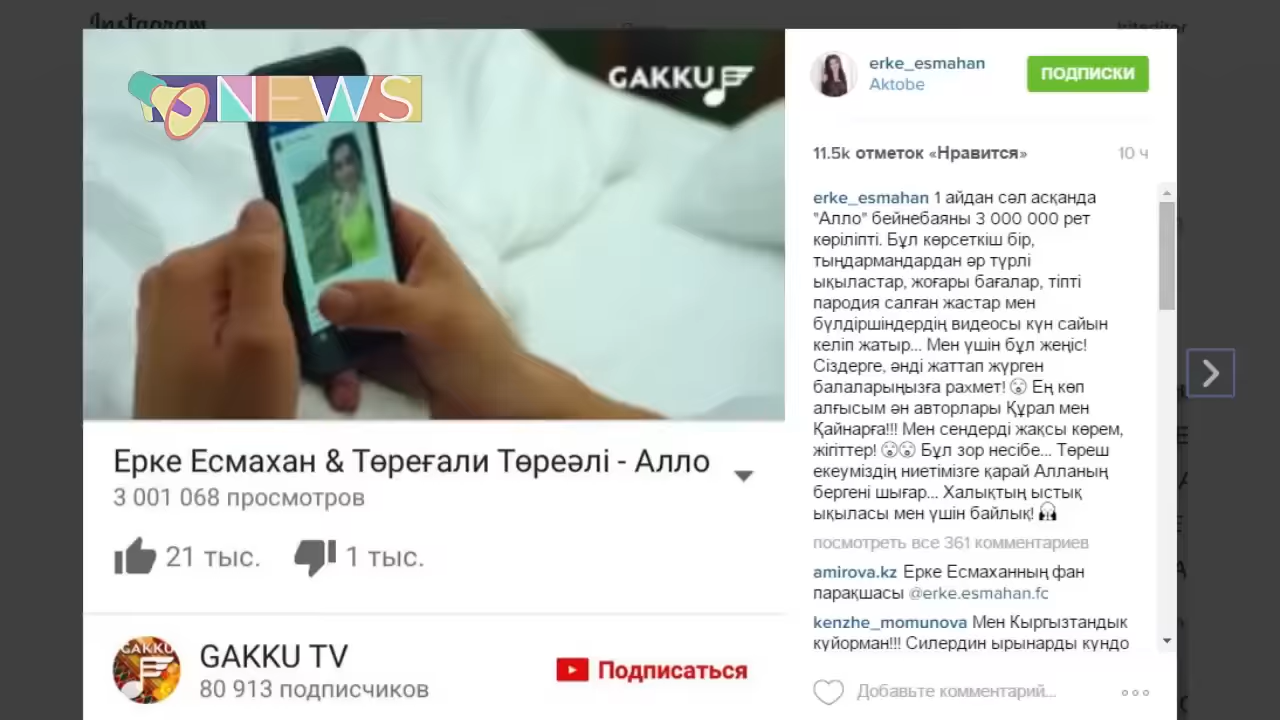 Instagram
NEWS
GAKKU
Ерке Есмахан & Төреғали Төреәлі - Алло
3 001 068 просмотров
21 тыс.
1 тыс.
GAKKU
GAKKU TV
80 913 подписчиков
Подписаться
erke_esmahan
Aktobe
ПОДПИСКИ
11.5k отметок «Нравится»
10 ч
erke_esmahan 1 айдан сәл асқанда
"Алло" бейнебаяны 3 000 000 рет
көріліпті. Бұл көрсеткіш бір,
тыңдармандардан әр түрлі
ықыластар, жоғары бағалар, тіпті
пародия салған жастар мен
бүлдіршіндердің видеосы күн сайын
келіп жатыр... Мен үшін бұл жеңіс!
Сіздерге, әнді жаттап жүрген
балаларыңызға рахмет! 😮 Ең көп
алғысым ән авторлары Құрал мен
Қайнарға!!! Мен сендерді жақсы көрем,
жігіттер! 😮😮 Бұл зор несібе... Төреш
екеуміздің ниетімізге қарай Алланың
бергені шығар... Халықтың ыстық
ықыласы мен үшін байлық!
посмотреть все 361 комментариев
amirova.kz Ерке Есмаханның фан
парақшасы @erke.esmahan.fc
kenzhe_momunova Мен Кыргызтандык
куйорман!!! Силердин ырынарды кундо
Добавьте комментарий...